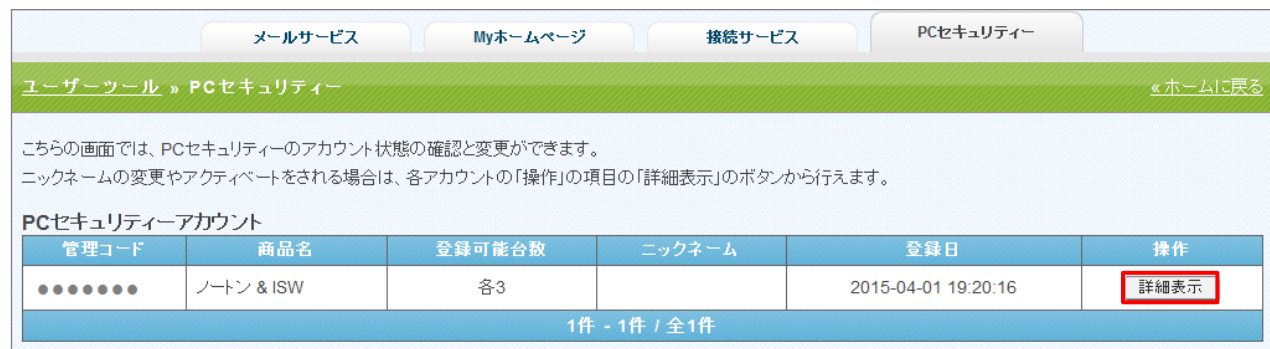 メールサービス Myホームページ 接続サービス PCセキュリティー
ユーザーツール » PCセキュリティー «ホームに戻る
こちらの画面では、PCセキュリティーのアカウント状態の確認と変更ができます。
ニックネームの変更やアクティベートをされる場合は、各アカウントの「操作」の項目の「詳細表示」のボタンから行えます。
PCセキュリティーアカウント
管理コード 商品名 登録可能台数 ニックネーム 登録日 操作
●●●●●●● ノートン & ISW 各3 2015-04-01 19:20:16 詳細表示
1件 - 1件 / 全1件